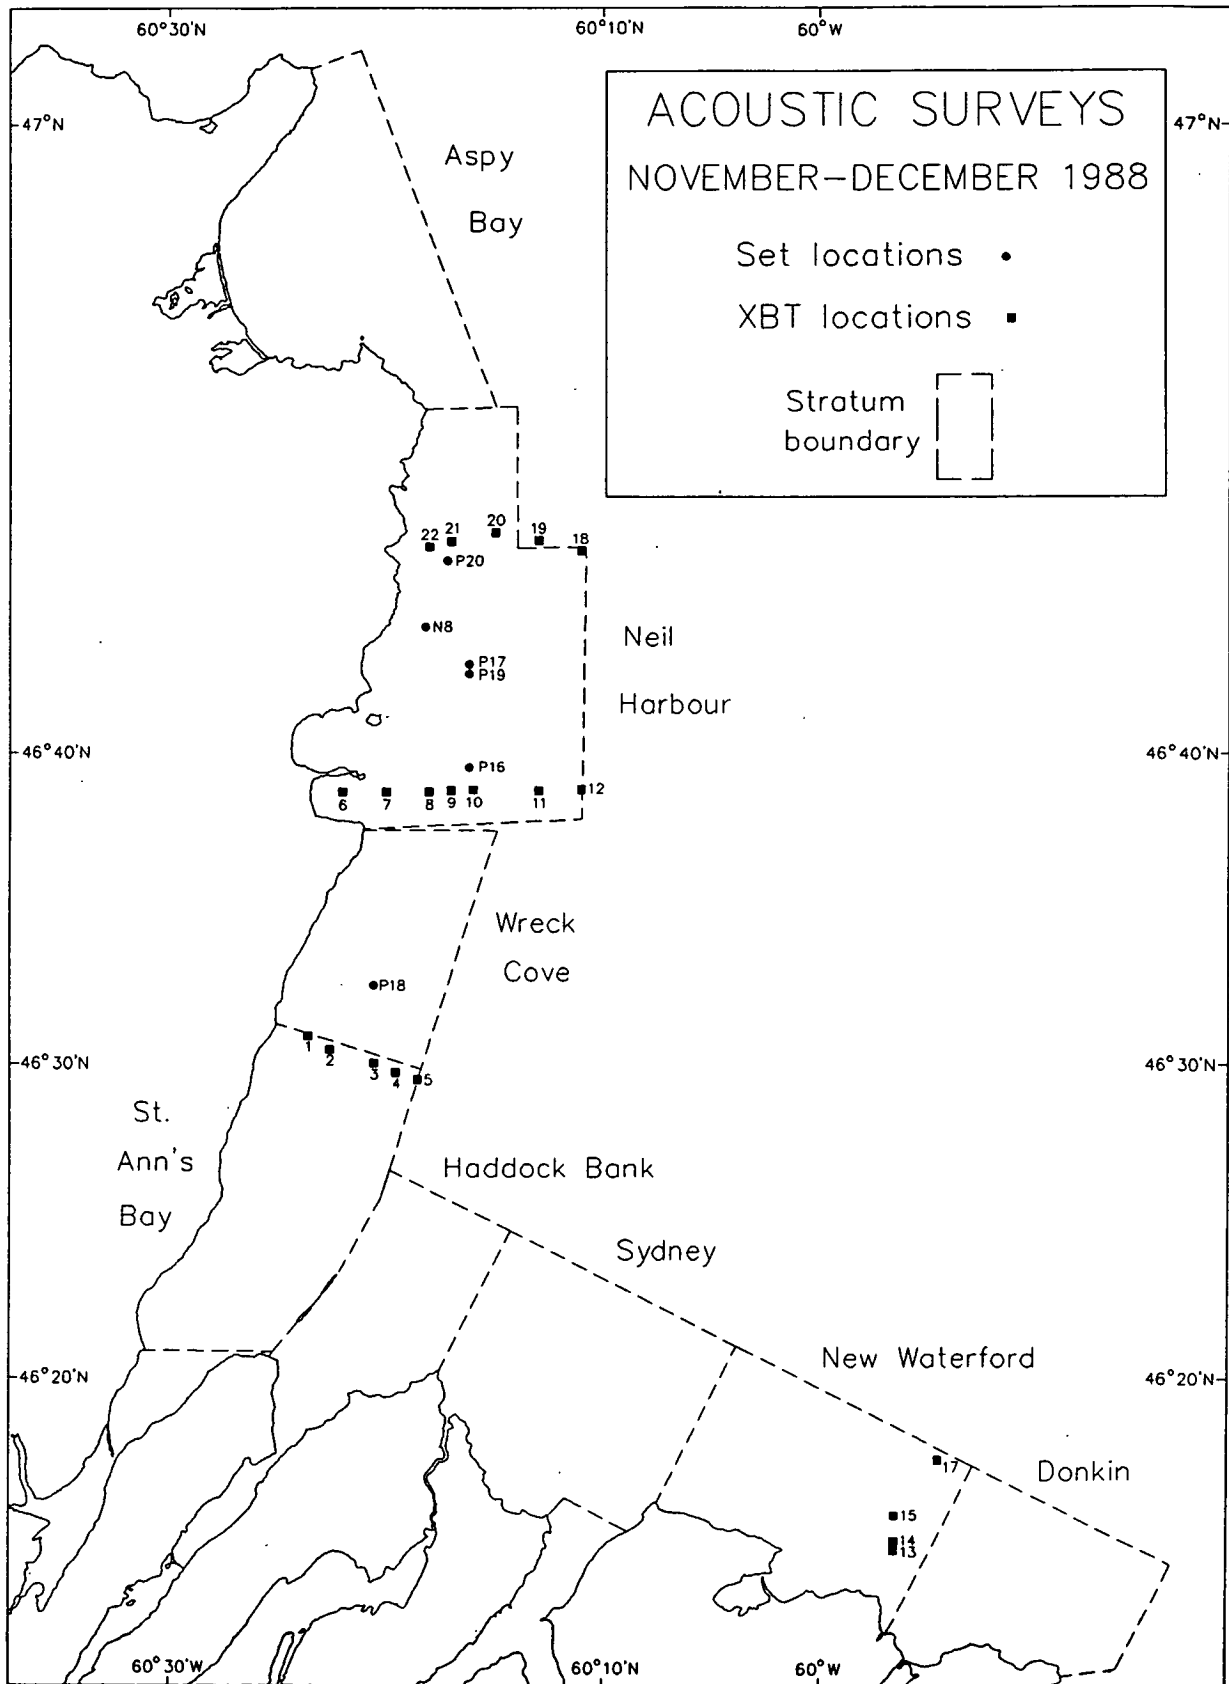 60°30'N
60°10'N
60°W
47°N
47°N
ACOUSTIC SURVEYS
NOVEMBER-DECEMBER 1988
Set locations
XBT locations
Stratum
boundary
Aspy
Bay
20
19
18
21
22
P20
N8
P17
P19
Neil
Harbour
46°40'N
46°40'N
P16
6
7
8
9
10
11
12
Wreck
Cove
P18
1
2
3
4
5
46°30'N
46°30'N
St.
Ann's
Bay
Haddock Bank
Sydney
New Waterford
46°20'N
46°20'N
Donkin
17
15
14
13
60°30'W
60°10'N
60°W